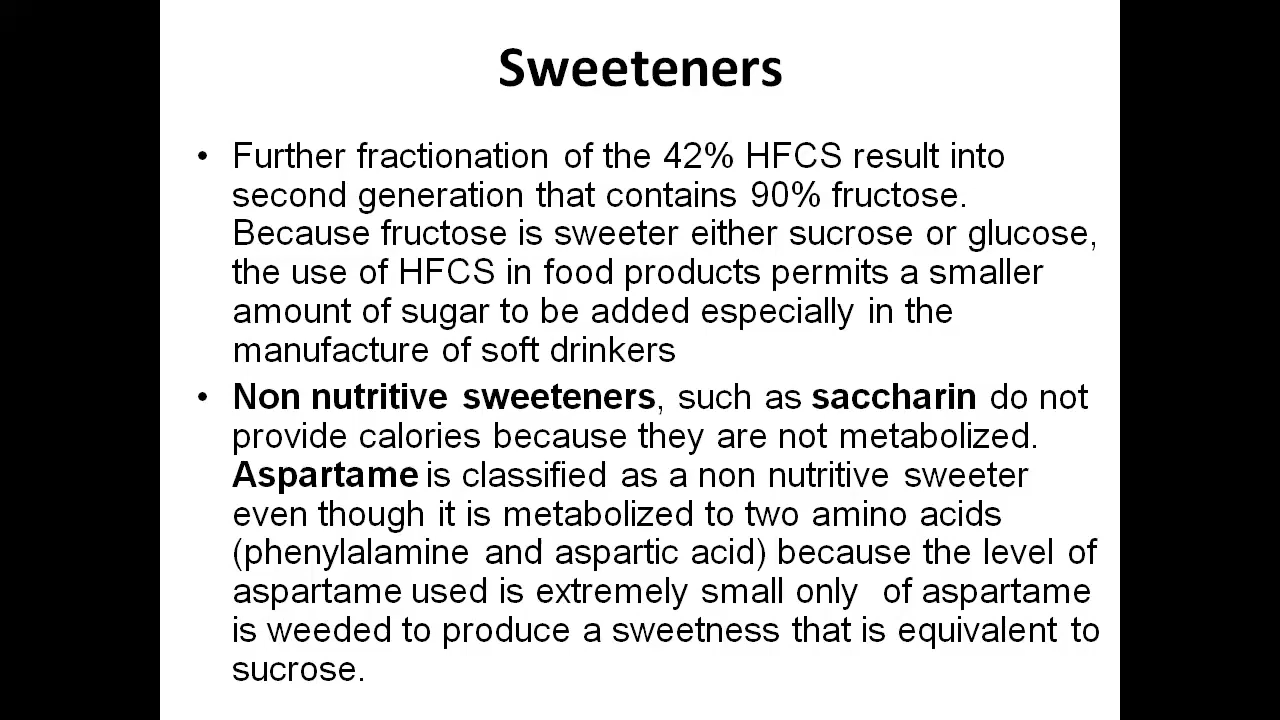 Sweeteners
• Further fractionation of the 42% HFCS result into
second generation that contains 90% fructose.
Because fructose is sweeter either sucrose or glucose,
the use of HFCS in food products permits a smaller
amount of sugar to be added especially in the
manufacture of soft drinkers
• Non nutritive sweeteners, such as saccharin do not
provide calories because they are not metabolized.
Aspartame is classified as a non nutritive sweeter
even though it is metabolized to two amino acids
(phenylalamine and aspartic acid) because the level of
aspartame used is extremely small only of aspartame
is weeded to produce a sweetness that is equivalent to
sucrose.